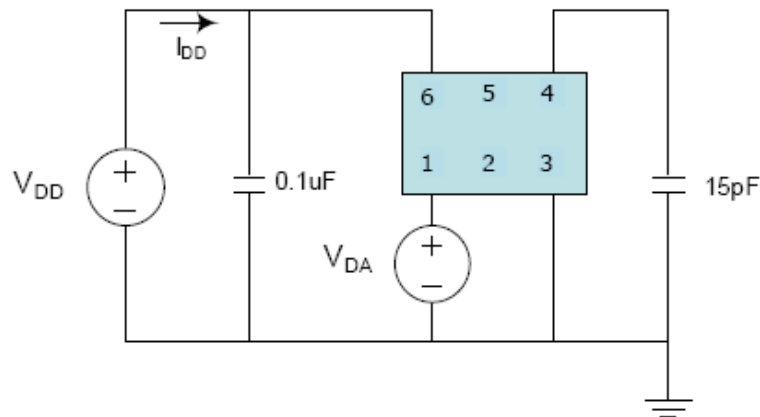 I_DD
6 5 4
1 2 3
V_DD
+
−
0.1uF
15pF
V_DA
+
−